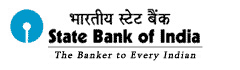 भारतीय स्टेट बैंक
State Bank of India
The Banker to Every Indian